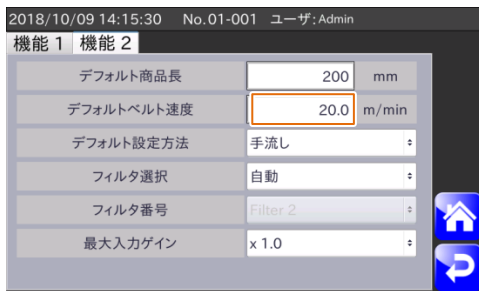 2018/10/09 14:15:30 No.01-001 ユーザ:Admin
機能 1 機能 2
デフォルト商品長 200 mm
デフォルトベルト速度 20.0 m/min
デフォルト設定方法 手流し
フィルタ選択 自動
フィルタ番号 Filter 2
最大入力ゲイン x 1.0